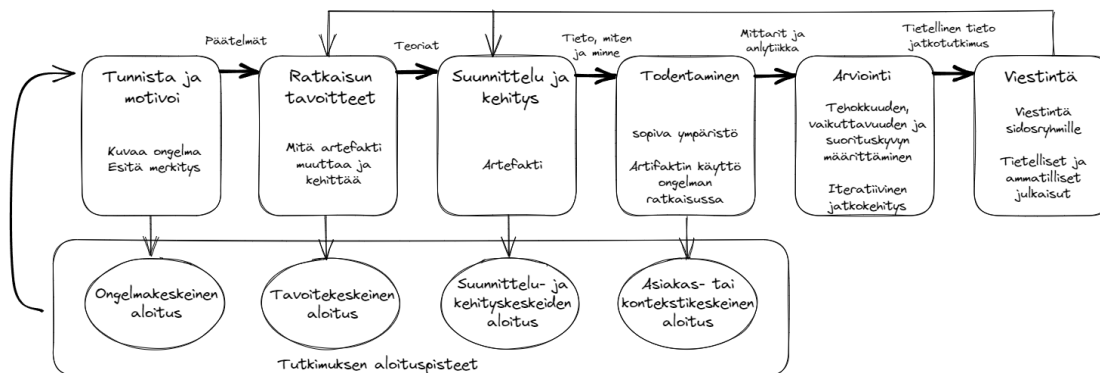 Päätelmät
Teoriat
Tieto, miten
ja minne
Mittarit ja
anlytiikka
Tietellinen tieto
jatkotutkimus
Tunnista ja
motivoi
Kuvaa ongelma
Esitä merkitys
Ratkaisun
tavoitteet
Mitä artefakti
muuttaa ja
kehittää
Suunnittelu ja
kehitys
Artefakti
Todentaminen
sopiva ympäristö
Artifaktin käyttö
ongelman
ratkaisussa
Arviointi
Tehokkuuden,
vaikuttavuuden ja
suorituskyvyn
määrittäminen
Iteratiivinen
jatkokehitys
Viestintä
Viestintä
sidosryhmille
Tietelliset ja
ammatilliset
julkaisut
Ongelmakeskeinen
aloitus
Tavoitekeskeinen
aloitus
Suunnittelu- ja
kehityskeskeiden
aloitus
Asiakas- tai
kontekstikeskeinen
aloitus
Tutkimuksen aloituspisteet